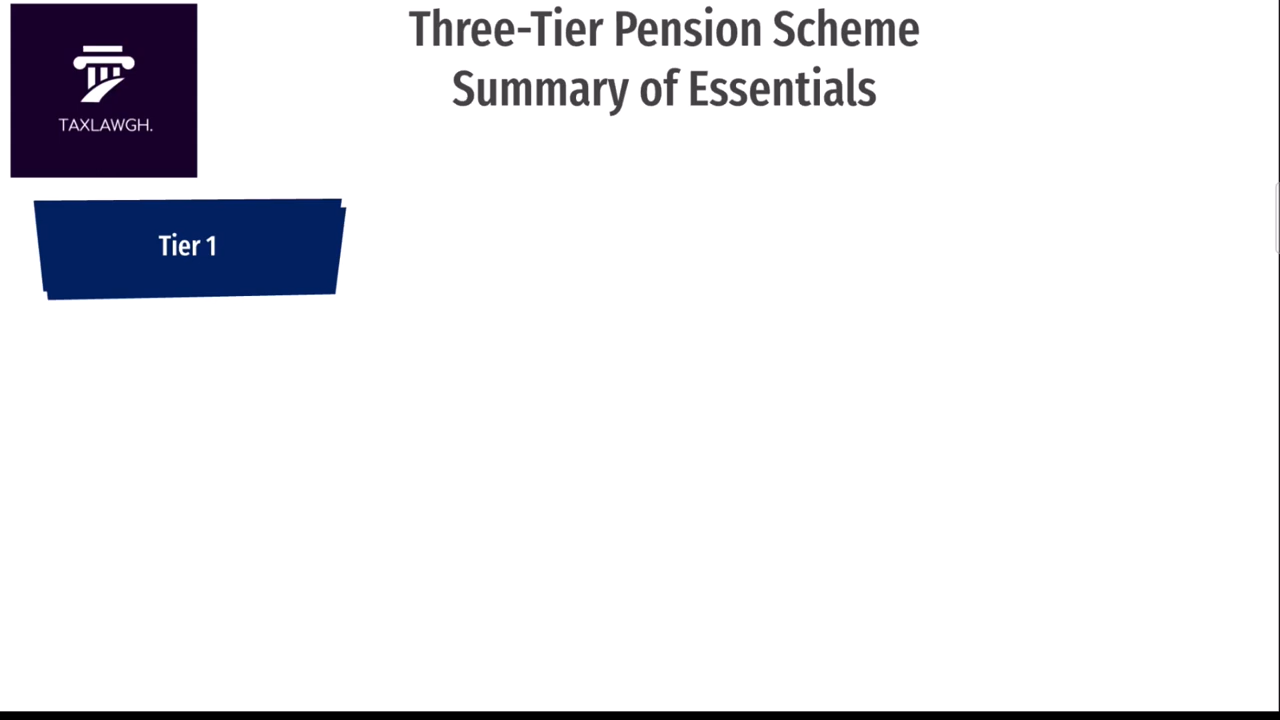 Three-Tier Pension Scheme
Summary of Essentials
TAXLAWGH.
Tier 1